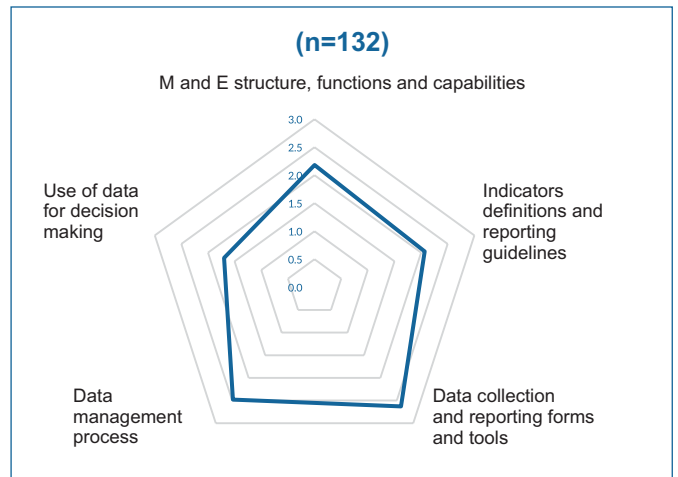 (n=132)
M and E structure, functions and capabilities
3.0
2.5
2.0
1.5
1.0
0.5
0.0
Use of data
for decision
making
Indicators
definitions and
reporting
guidelines
Data
management
process
Data collection
and reporting forms
and tools